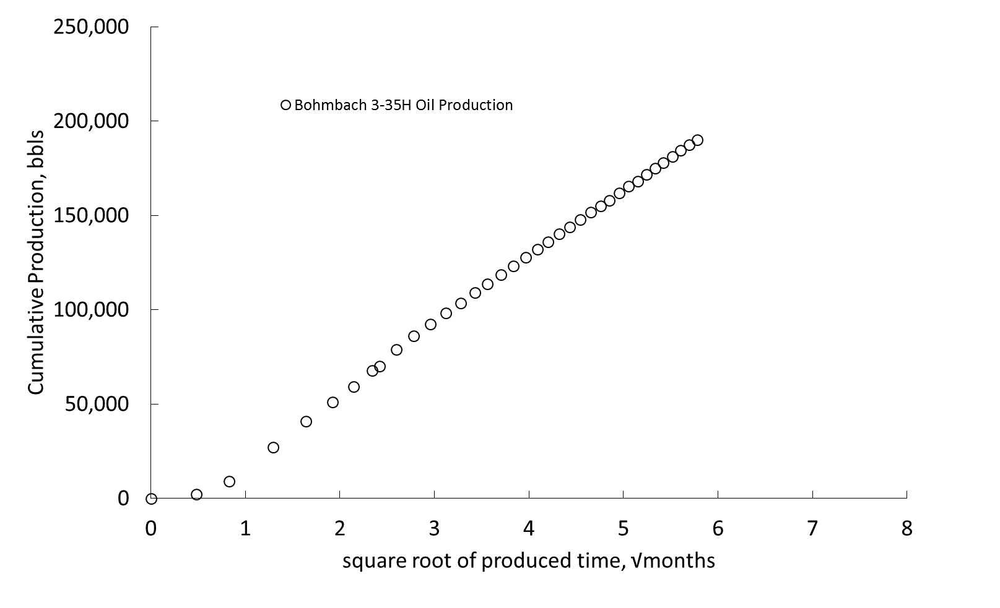 250,000
Bohmbach 3-35H Oil Production
200,000
150,000
100,000
50,000
0
Cumulative Production, bbls
0 1 2 3 4 5 6 7 8
square root of produced time, √months